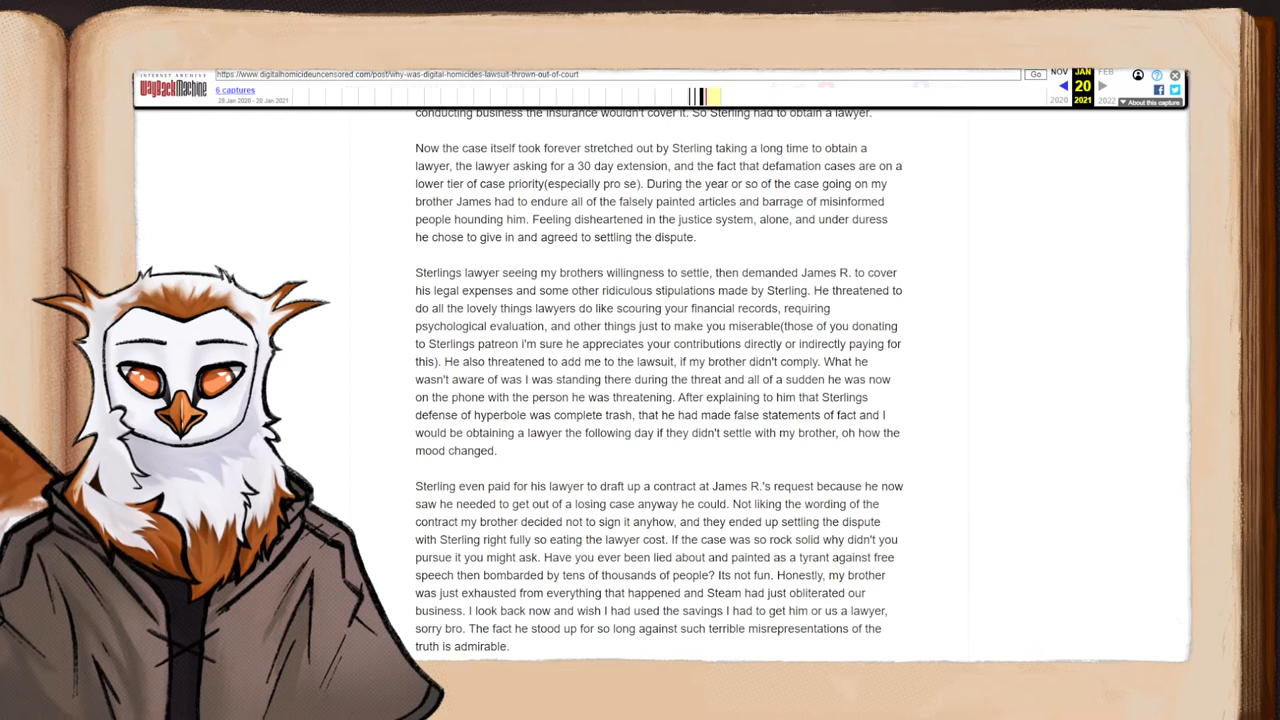 INTERNET ARCHIVE
WayBackMachine
https://www.digitalhomicideuncensored.com/post/why-was-digital-homicides-lawsuit-thrown-out-of-court
Go
NOV JAN FEB
20
2020 2021 2022
6 captures
28 Jan 2020 - 20 Jan 2021
About this capture
conducting business the insurance wouldn't cover it. So Sterling had to obtain a lawyer.
Now the case itself took forever stretched out by Sterling taking a long time to obtain a
lawyer, the lawyer asking for a 30 day extension, and the fact that defamation cases are on a
lower tier of case priority(especially pro se). During the year or so of the case going on my
brother James had to endure all of the falsely painted articles and barrage of misinformed
people hounding him. Feeling disheartened in the justice system, alone, and under duress
he chose to give in and agreed to settling the dispute.
Sterlings lawyer seeing my brothers willingness to settle, then demanded James R. to cover
his legal expenses and some other ridiculous stipulations made by Sterling. He threatened to
do all the lovely things lawyers do like scouring your financial records, requiring
psychological evaluation, and other things just to make you miserable(those of you donating
to Sterlings patreon i'm sure he appreciates your contributions directly or indirectly paying for
this). He also threatened to add me to the lawsuit, if my brother didn't comply. What he
wasn't aware of was I was standing there during the threat and all of a sudden he was now
on the phone with the person he was threatening. After explaining to him that Sterlings
defense of hyperbole was complete trash, that he had made false statements of fact and I
would be obtaining a lawyer the following day if they didn't settle with my brother, oh how the
mood changed.
Sterling even paid for his lawyer to draft up a contract at James R.'s request because he now
saw he needed to get out of a losing case anyway he could. Not liking the wording of the
contract my brother decided not to sign it anyhow, and they ended up settling the dispute
with Sterling right fully so eating the lawyer cost. If the case was so rock solid why didn't you
pursue it you might ask. Have you ever been lied about and painted as a tyrant against free
speech then bombarded by tens of thousands of people? Its not fun. Honestly, my brother
was just exhausted from everything that happened and Steam had just obliterated our
business. I look back now and wish I had used the savings I had to get him or us a lawyer,
sorry bro. The fact he stood up for so long against such terrible misrepresentations of the
truth is admirable.